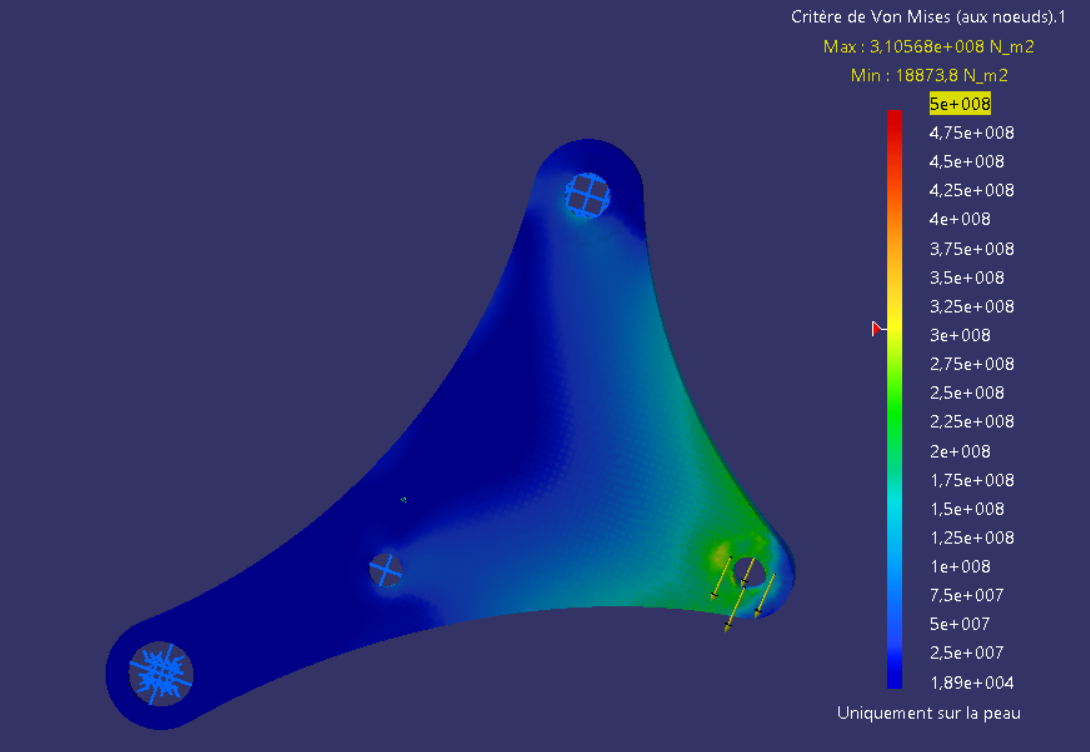 Critère de Von Mises (aux noeuds).1
Max : 3,10568e+008 N_m2
Min : 18873,8 N_m2
5e+008
4,75e+008
4,5e+008
4,25e+008
4e+008
3,75e+008
3,5e+008
3,25e+008
3e+008
2,75e+008
2,5e+008
2,25e+008
2e+008
1,75e+008
1,5e+008
1,25e+008
1e+008
7,5e+007
5e+007
2,5e+007
1,89e+004
Uniquement sur la peau